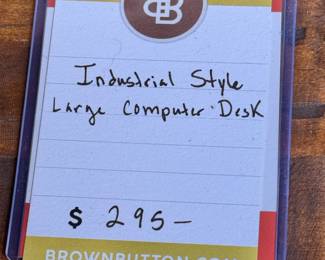 B
Industrial Style
Large Computer Desk
$ 295 —
BROWNBUTTON.COM